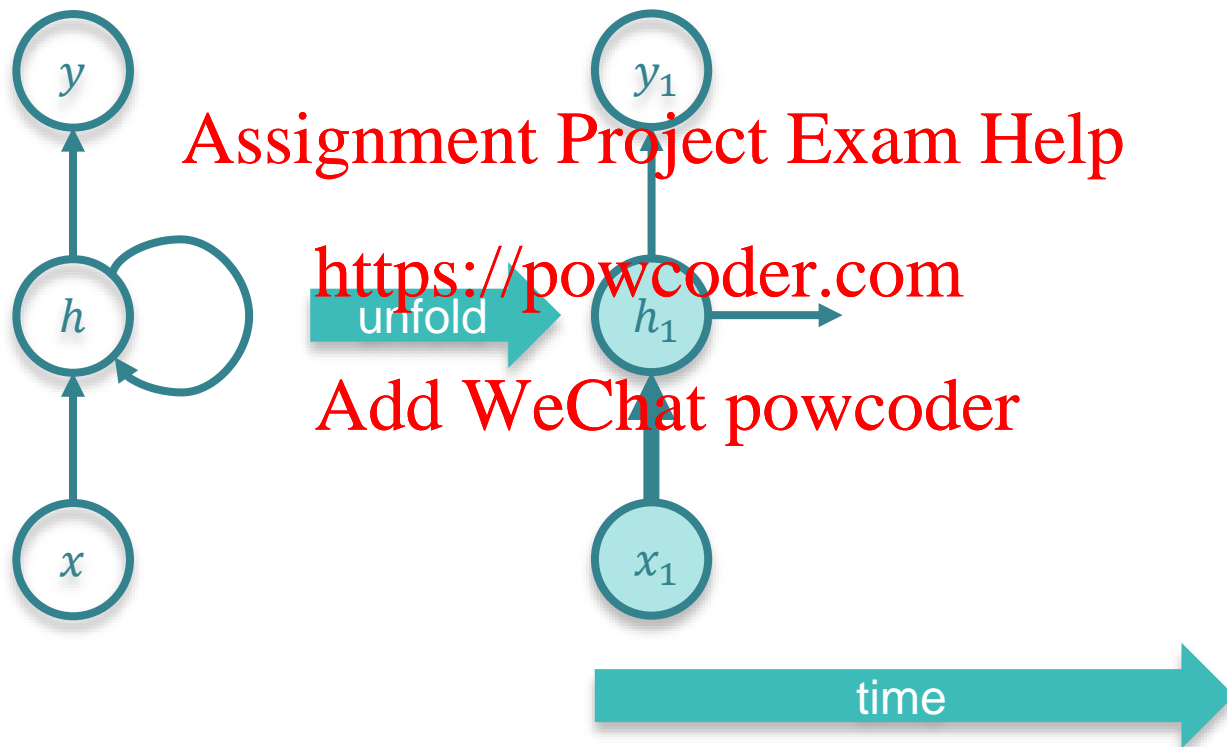 y
y₁
Assignment Project Exam Help
https://powcoder.com
h
unfold
h₁
Add WeChat powcoder
x
x₁
time